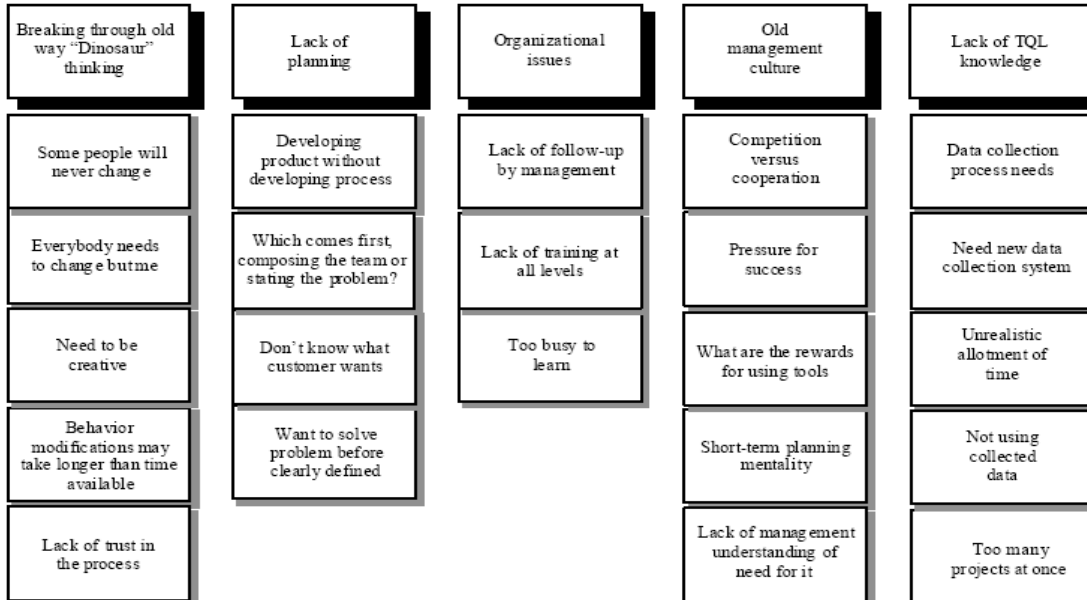 Breaking through old
way “Dinosaur”
thinking
Some people will
never change
Everybody needs
to change but me
Need to be
creative
Behavior
modifications may
take longer than time
available
Lack of trust in
the process
Lack of
planning
Developing
product without
developing process
Which comes first,
composing the team or
stating the problem?
Don’t know what
customer wants
Want to solve
problem before
clearly defined
Organizational
issues
Lack of follow-up
by management
Lack of training at
all levels
Too busy to
learn
Old
management
culture
Competition
versus
cooperation
Pressure for
success
What are the rewards
for using tools
Short-term planning
mentality
Lack of management
understanding of
need for it
Lack of TQL
knowledge
Data collection
process needs
Need new data
collection system
Unrealistic
allotment of
time
Not using
collected
data
Too many
projects at once